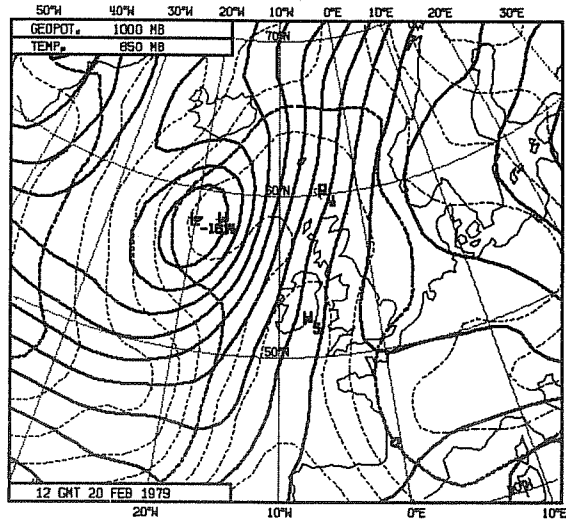 50°W 40°W 30°W 20°W 10°W 0°E 10°E 20°E 30°E
GEOPOT. 1000 MB
TEMP. 850 MB
70°N
60°N
50°N
12 GMT 20 FEB 1979
20°W 10°W 0°E 10°E